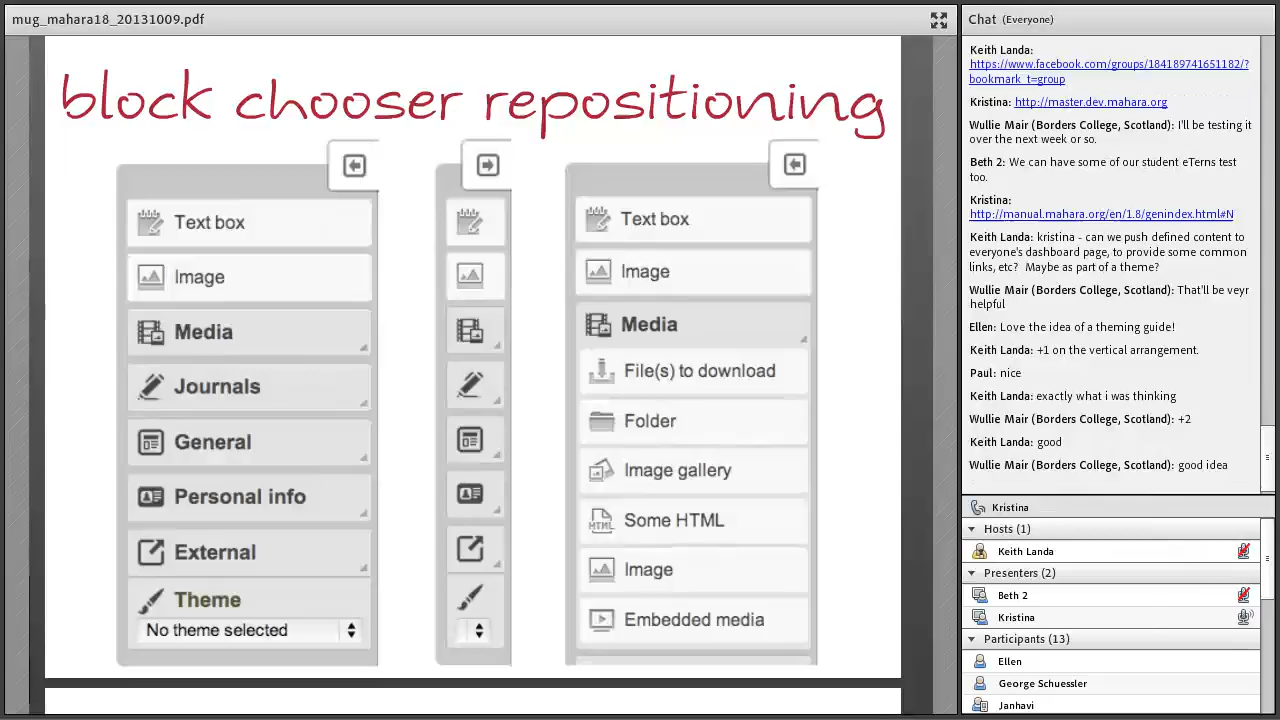 mug_mahara18_20131009.pdf
block chooser repositioning
Text box
Image
Media
Journals
General
Personal info
External
Theme
No theme selected
Text box
Image
Media
File(s) to download
Folder
Image gallery
HTML
Some HTML
Image
Embedded media
Chat (Everyone)
Keith Landa:
https://www.facebook.com/groups/184189741651182/?
bookmark_t=group
Kristina: http://master.dev.mahara.org
Wullie Mair (Borders College, Scotland): I'll be testing it
over the next week or so.
Beth 2: We can have some of our student eTerns test
too.
Kristina:
http://manual.mahara.org/en/1.8/genindex.html#N
Keith Landa: kristina - can we push defined content to
everyone's dashboard page, to provide some common
links, etc? Maybe as part of a theme?
Wullie Mair (Borders College, Scotland): That'll be veyr
helpful
Ellen: Love the idea of a theming guide!
Keith Landa: +1 on the vertical arrangement.
Paul: nice
Keith Landa: exactly what i was thinking
Wullie Mair (Borders College, Scotland): +2
Keith Landa: good
Wullie Mair (Borders College, Scotland): good idea
Kristina
Hosts (1)
Keith Landa
Presenters (2)
Beth 2
Kristina
Participants (13)
Ellen
George Schuessler
Janhavi